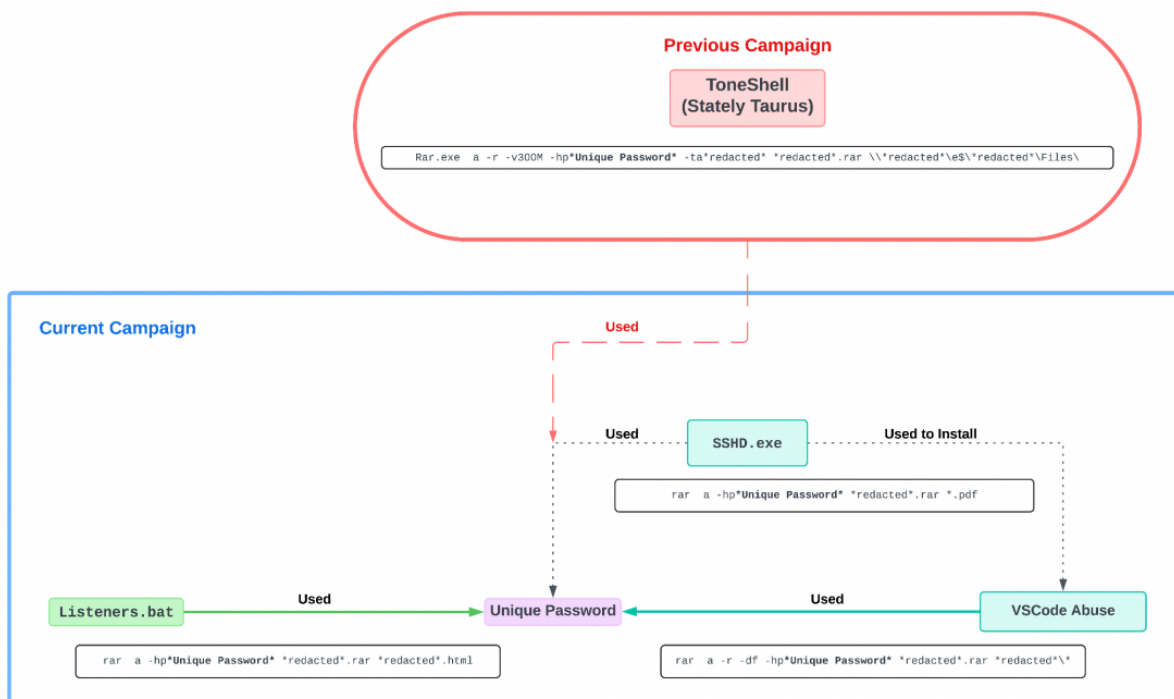 Previous Campaign
ToneShell
(Stately Taurus)
Rar.exe a -r -v300M -hp*Unique Password* -ta*redacted* *redacted*.rar \\*redacted*\e$\*redacted*\Files\
Current Campaign
Used
Used
SSHD.exe
Used to Install
rar a -hp*Unique Password* *redacted*.rar *.pdf
Listeners.bat
Used
Unique Password
Used
VSCode Abuse
rar a -hp*Unique Password* *redacted*.rar *redacted*.html
rar a -r -df -hp*Unique Password* *redacted*.rar *redacted*\*